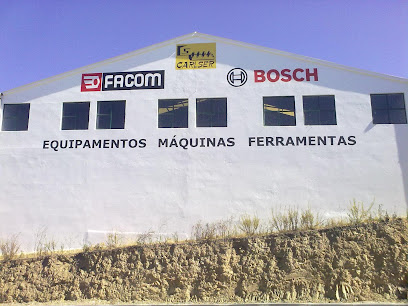 CARLSER
FACOM
BOSCH
EQUIPAMENTOS MÁQUINAS FERRAMENTAS